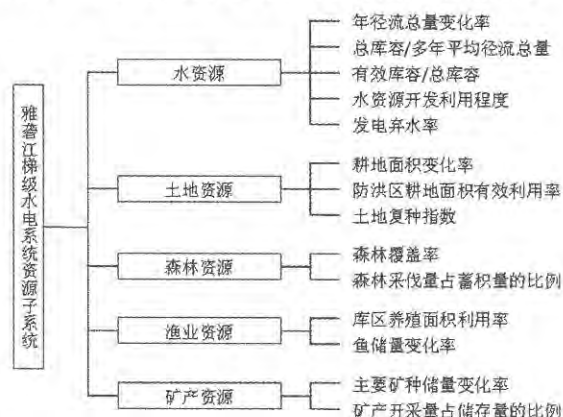 雅砻江梯级水电系统资源子系统
水资源
年径流总量变化率
总库容/多年平均径流总量
有效库容/总库容
水资源开发利用程度
发电弃水率
土地资源
耕地面积变化率
防洪区耕地面积有效利用率
土地复种指数
森林资源
森林覆盖率
森林采伐量占蓄积量的比例
渔业资源
库区养殖面积利用率
鱼储量变化率
矿产资源
主要矿种储量变化率
矿产开采量占储存量的比例